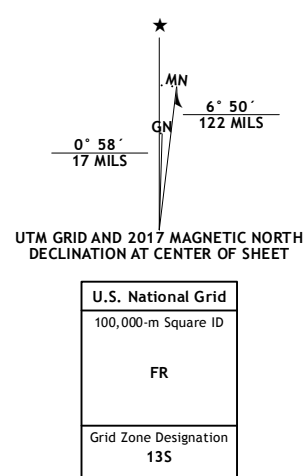 MN
GN
6° 50´
122 MILS
0° 58´
17 MILS
UTM GRID AND 2017 MAGNETIC NORTH
DECLINATION AT CENTER OF SHEET
U.S. National Grid
100,000-m Square ID
FR
Grid Zone Designation
13S